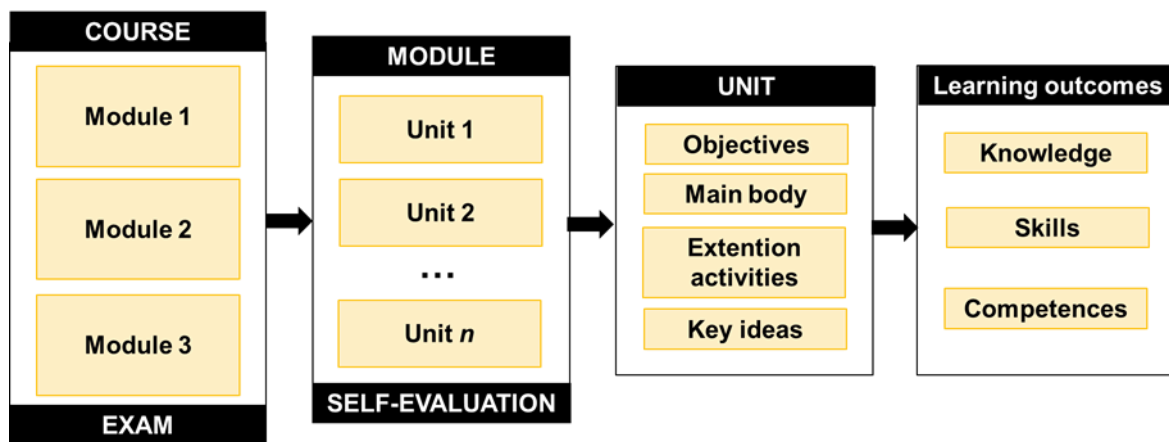 COURSE
Module 1
Module 2
Module 3
EXAM
MODULE
Unit 1
Unit 2
...
Unit n
SELF-EVALUATION
UNIT
Objectives
Main body
Extention
activities
Key ideas
Learning outcomes
Knowledge
Skills
Competences